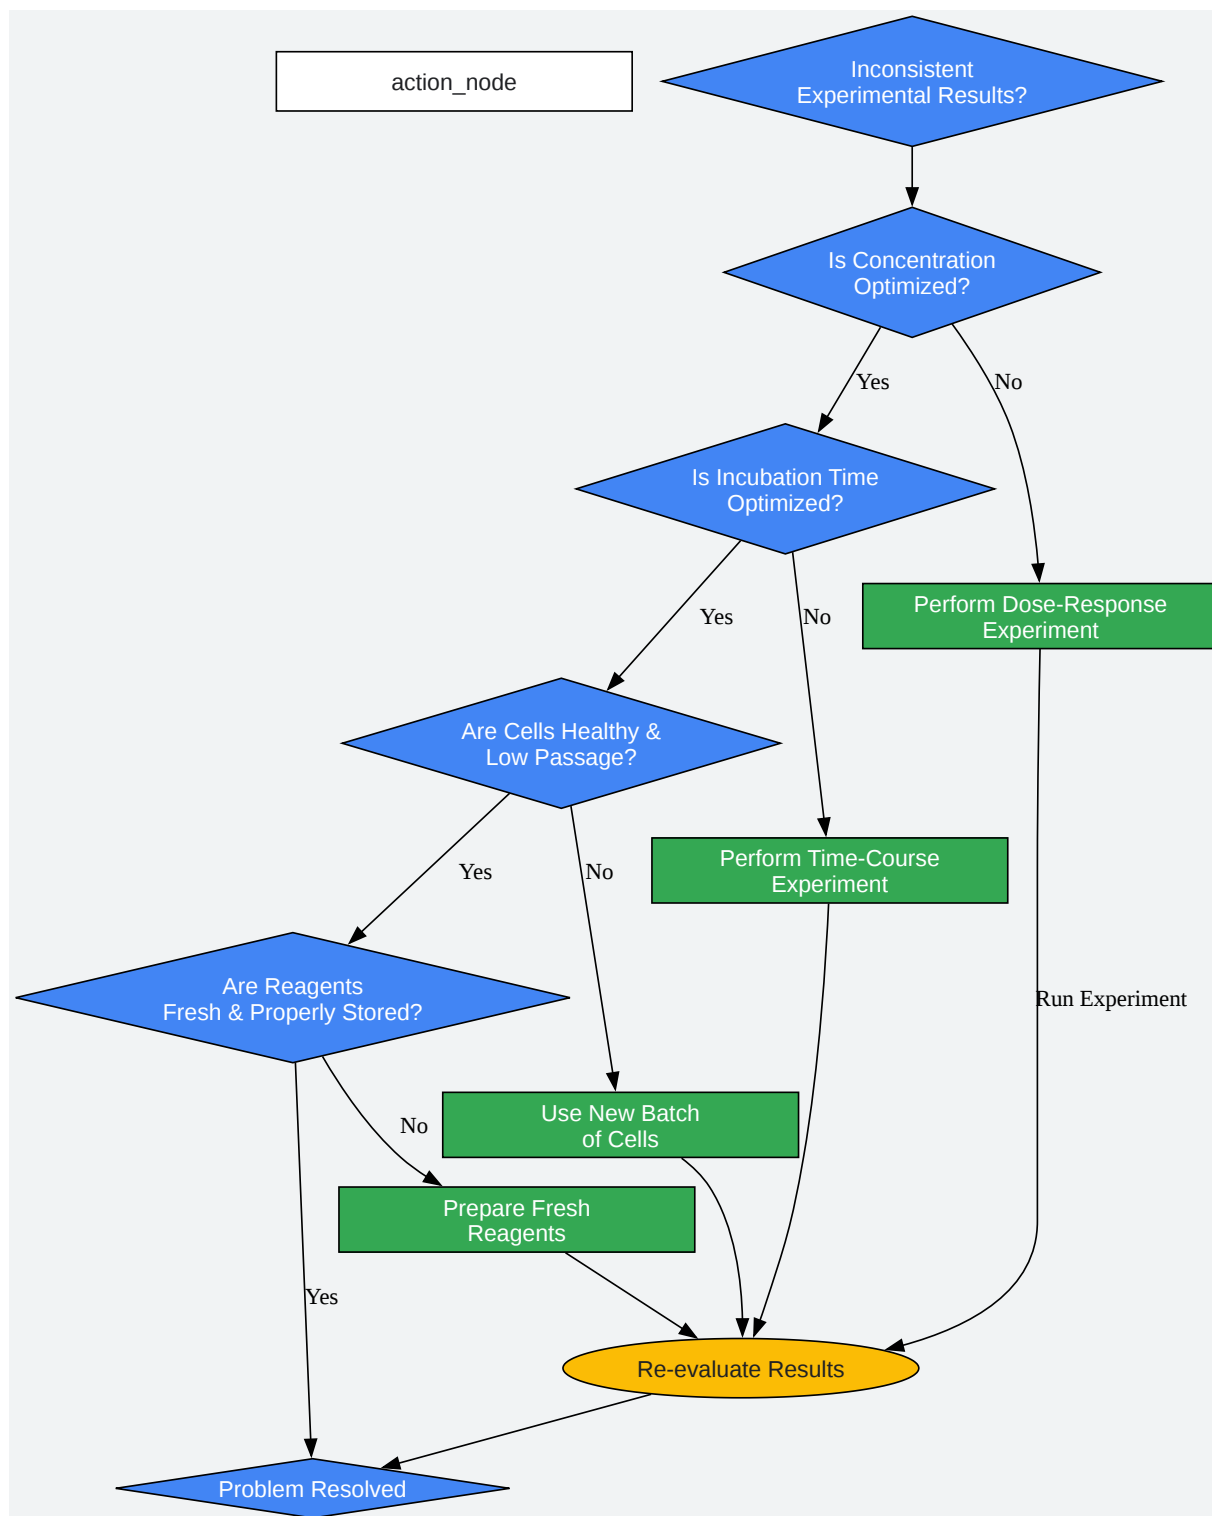 action_node
Inconsistent
Experimental Results?
Is Concentration
Optimized?
Yes
No
Is Incubation Time
Optimized?
Perform Dose-Response
Experiment
Yes
No
Are Cells Healthy &
Low Passage?
Perform Time-Course
Experiment
Yes
No
Are Reagents
Fresh & Properly Stored?
Run Experiment
Use New Batch
of Cells
No
Prepare Fresh
Reagents
Yes
Re-evaluate Results
Problem Resolved